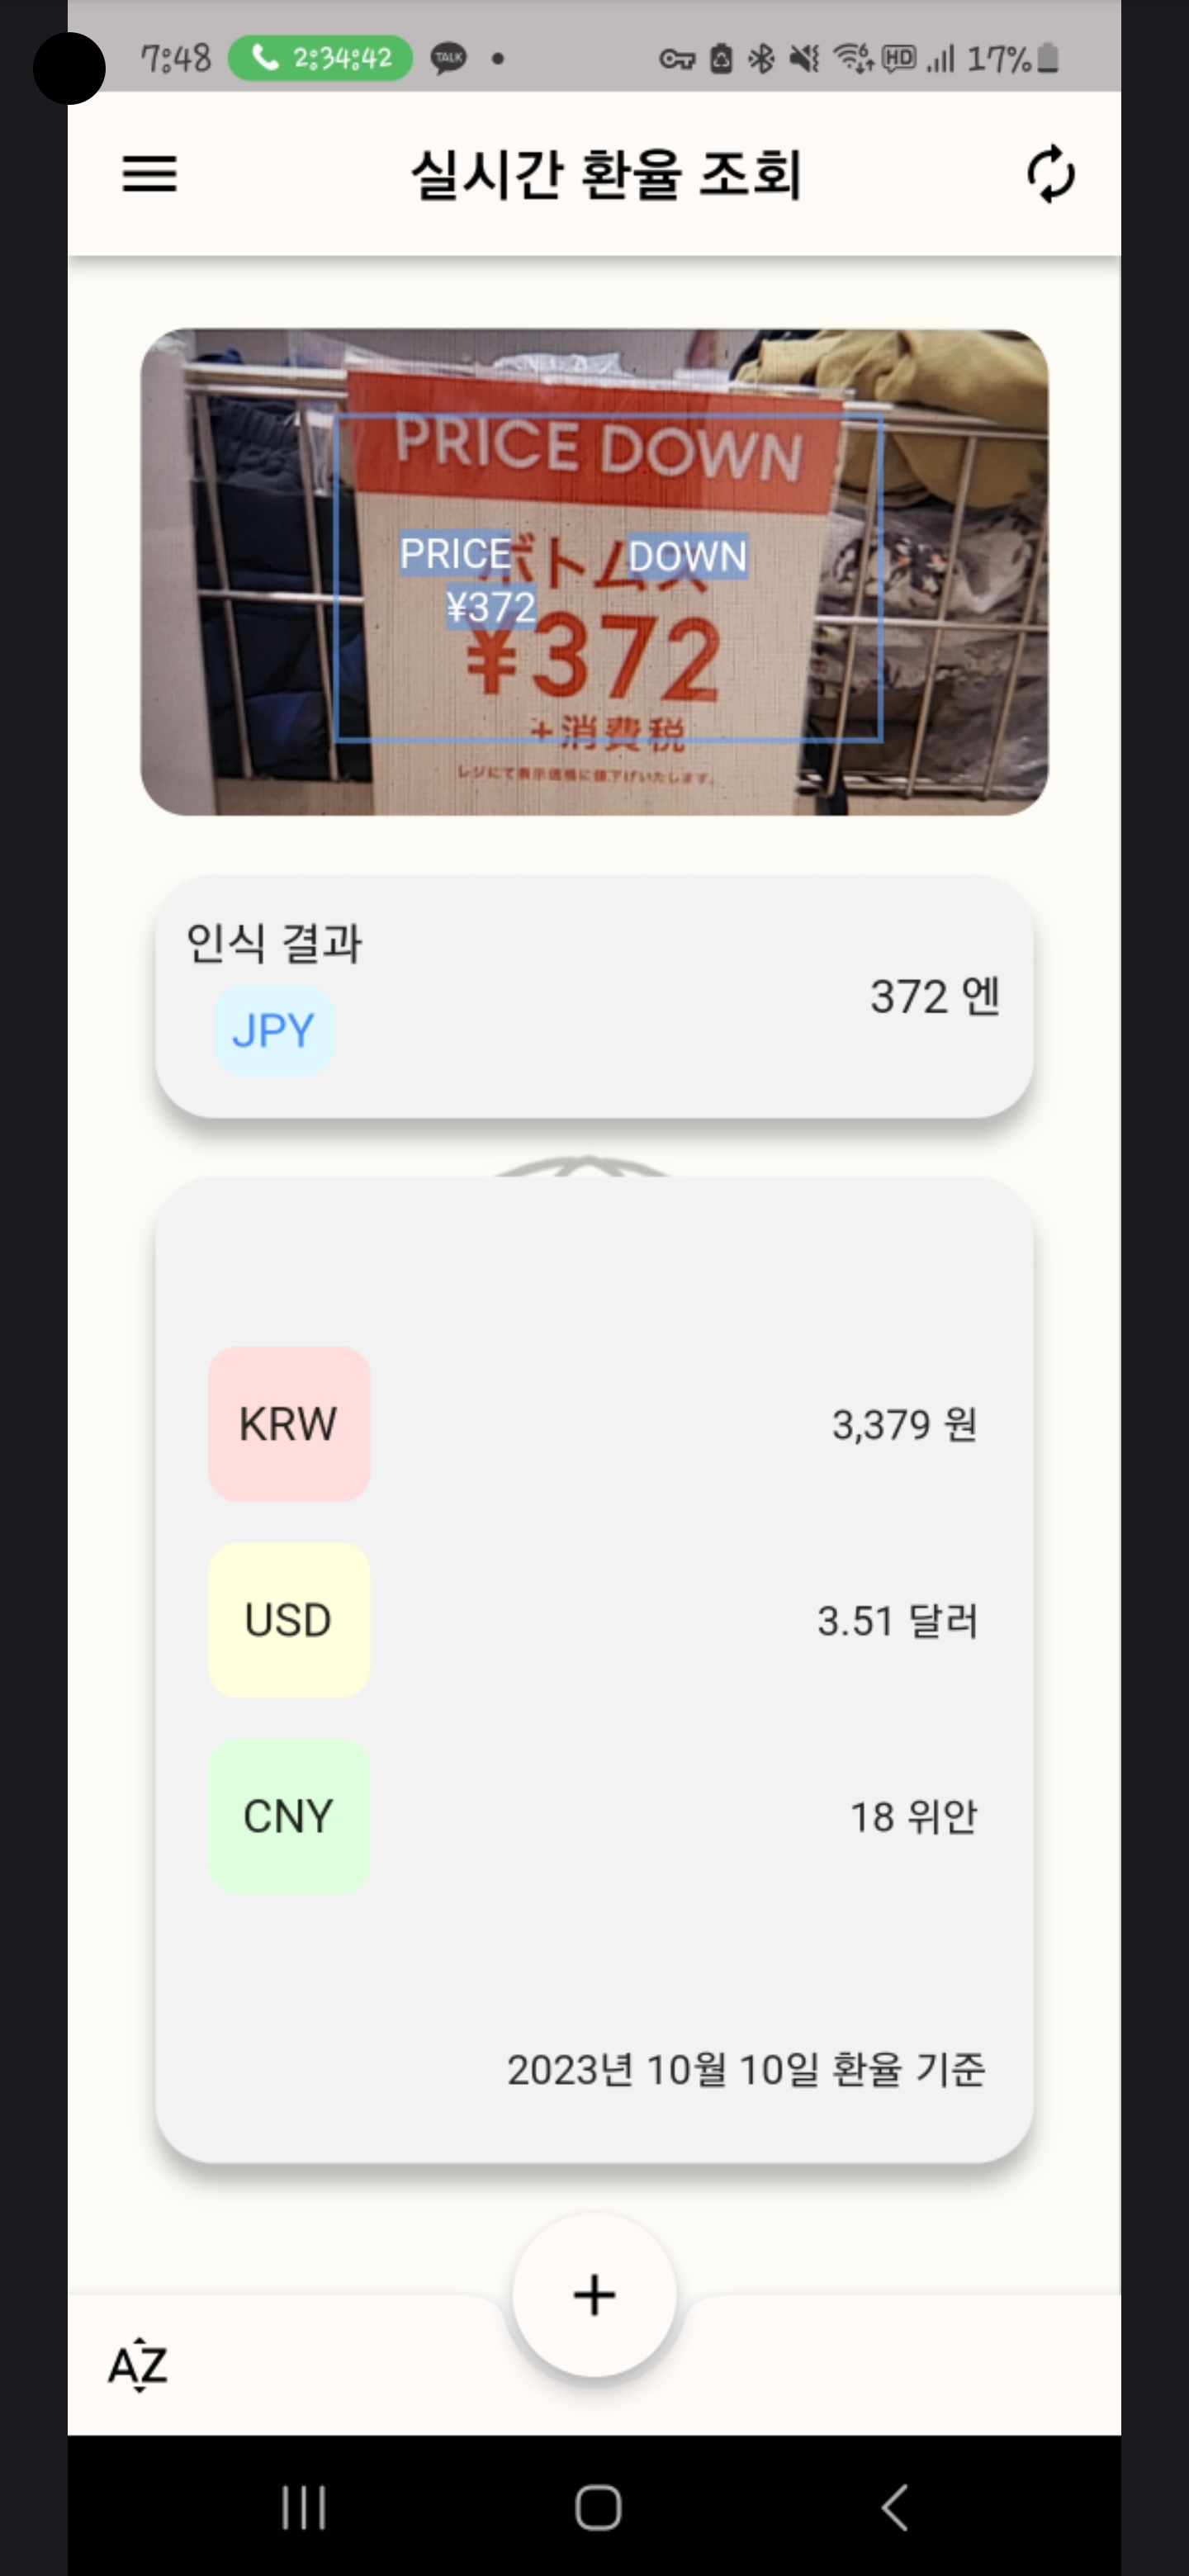 7:48 2:34:42 TALK 6 HD 17%
실시간 환율 조회
PRICE DOWN
PRICE DOWN
ボトムス
¥372
¥372
+消費税
レジにて表示価格に値下げいたします。
인식 결과
JPY
372 엔
KRW 3,379 원
USD 3.51 달러
CNY 18 위안
2023년 10월 10일 환율 기준
+
AZ